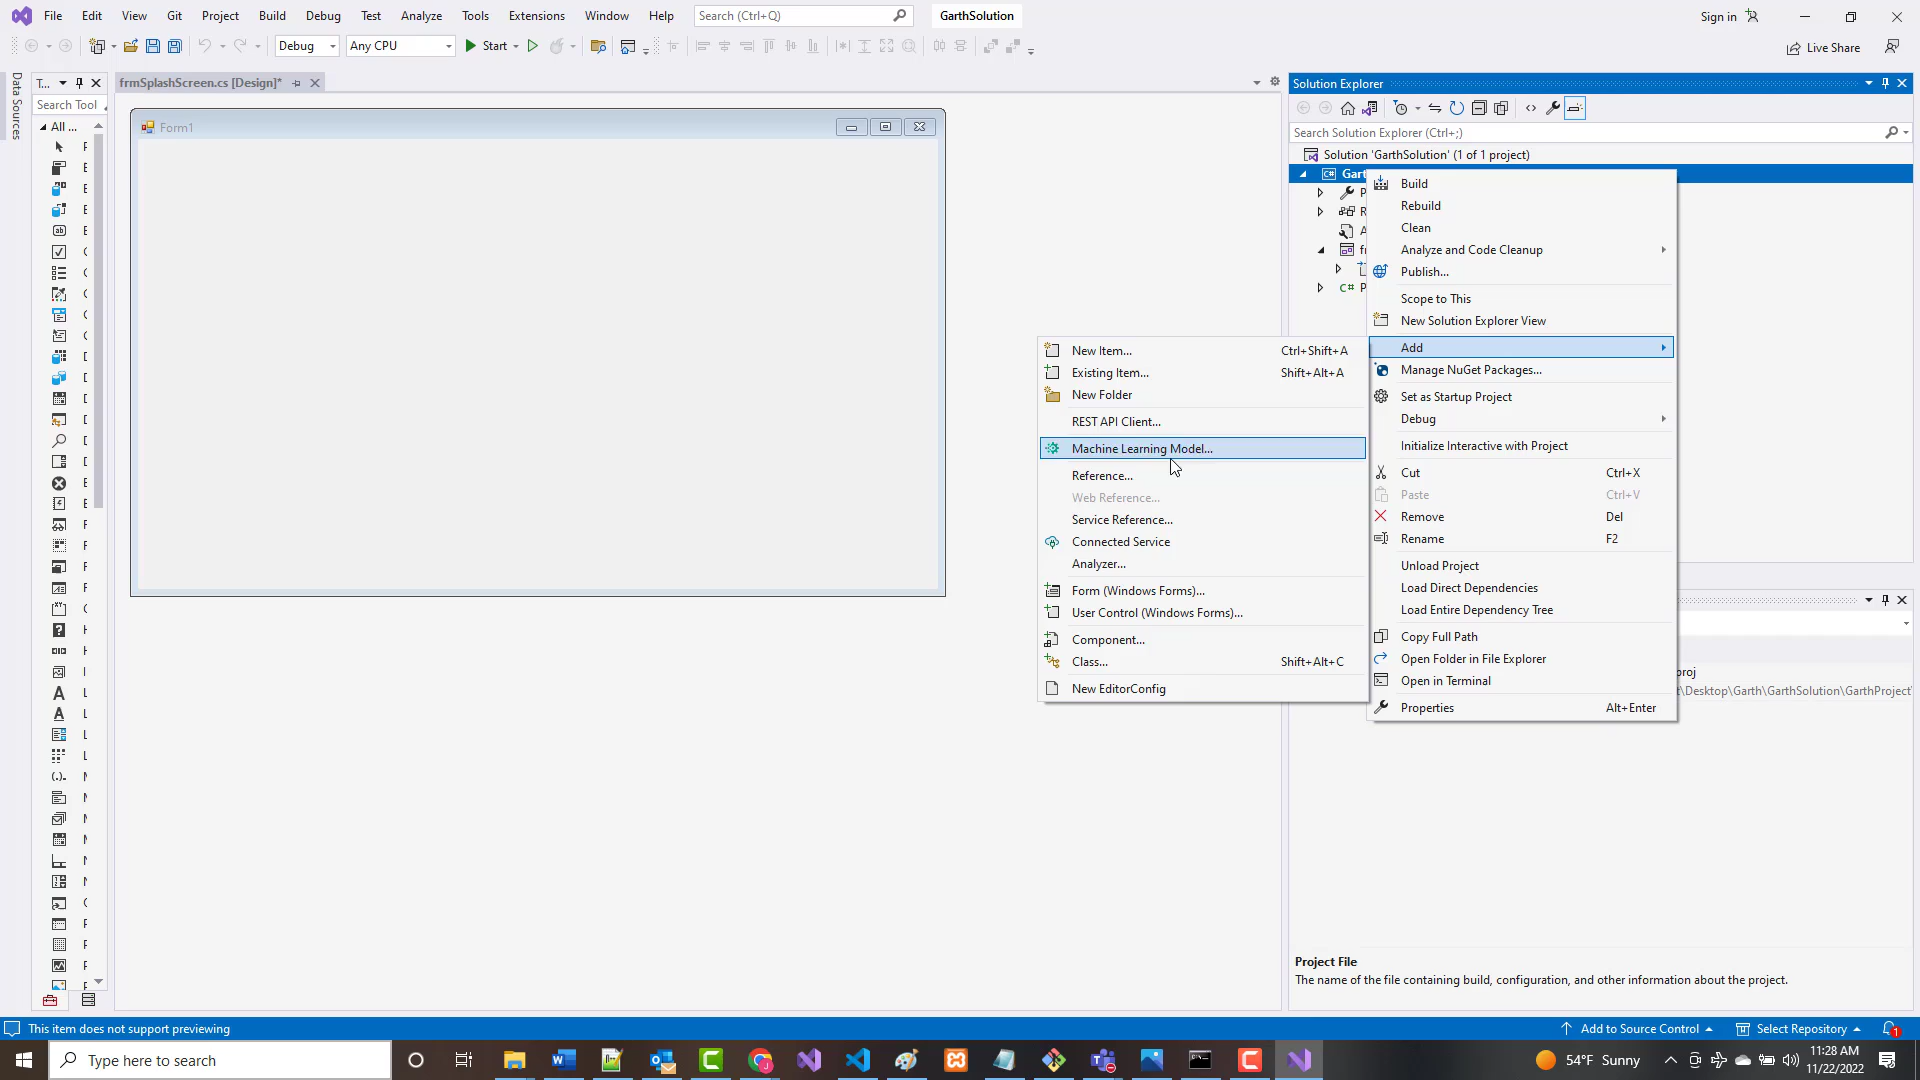 File Edit View Git Project Build Debug Test Analyze Tools Extensions Window Help Search (Ctrl+Q) GarthSolution Sign in
Debug Any CPU Start Live Share
Data Sources
T... frmSplashScreen.cs [Design]* Solution Explorer
Search Tool
All ...
Form1
Search Solution Explorer (Ctrl+;)
Solution 'GarthSolution' (1 of 1 project)
Gart
Build
Rebuild
Clean
Analyze and Code Cleanup
Publish...
Scope to This
New Solution Explorer View
Add
Manage NuGet Packages...
Set as Startup Project
Debug
Initialize Interactive with Project
Cut Ctrl+X
Paste Ctrl+V
Remove Del
Rename F2
Unload Project
Load Direct Dependencies
Load Entire Dependency Tree
Copy Full Path
Open Folder in File Explorer
Open in Terminal
Properties Alt+Enter
New Item... Ctrl+Shift+A
Existing Item... Shift+Alt+A
New Folder
REST API Client...
Machine Learning Model...
Reference...
Web Reference...
Service Reference...
Connected Service
Analyzer...
Form (Windows Forms)...
User Control (Windows Forms)...
Component...
Class... Shift+Alt+C
New EditorConfig
proj
\Desktop\Garth\GarthSolution\GarthProject\
Project File
The name of the file containing build, configuration, and other information about the project.
This item does not support previewing Add to Source Control Select Repository 1
Type here to search 54°F Sunny 11:28 AM
11/22/2022